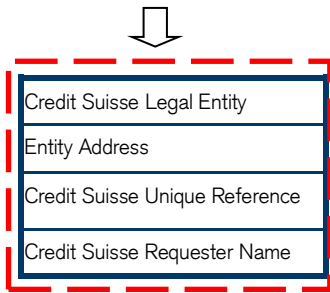 Credit Suisse Legal Entity
Entity Address
Credit Suisse Unique Reference
Credit Suisse Requester Name